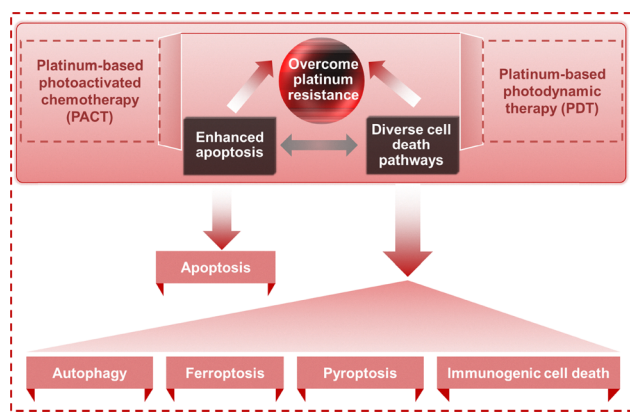 Platinum-based
photoactivated
chemotherapy
(PACT)
Overcome
platinum
resistance
Platinum-based
photodynamic
therapy (PDT)
Enhanced
apoptosis
Diverse cell
death
pathways
Apoptosis
Autophagy
Ferroptosis
Pyroptosis
Immunogenic cell death